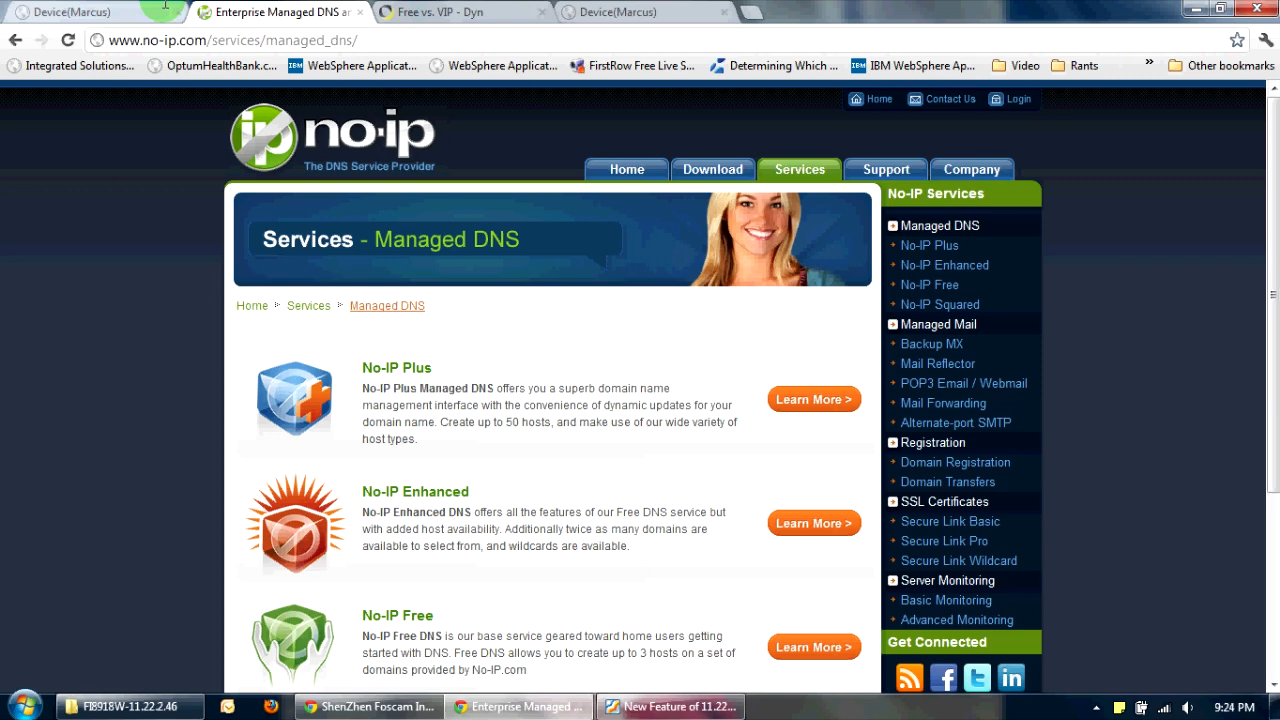 Device(Marcus)
Enterprise Managed DNS ar
Free vs. VIP - Dyn
Device(Marcus)
www.no-ip.com/services/managed_dns/
Integrated Solutions...
OptumHealthBank.c...
IBM
WebSphere Applicat...
WebSphere Applicat...
FirstRow Free Live S...
Determining Which ...
IBM
IBM WebSphere Ap...
Video
Rants
»
Other bookmarks
Home
Contact Us
Login
ip no·ip
The DNS Service Provider
Home
Download
Services
Support
Company
Services - Managed DNS
Home
Services
Managed DNS
No-IP Plus
No-IP Plus Managed DNS offers you a superb domain name
management interface with the convenience of dynamic updates for your
domain name. Create up to 50 hosts, and make use of our wide variety of
host types.
Learn More >
No-IP Enhanced
No-IP Enhanced DNS offers all the features of our Free DNS service but
with added host availability. Additionally twice as many domains are
available to select from, and wildcards are available.
Learn More >
No-IP Free
No-IP Free DNS is our base service geared toward home users getting
started with DNS. Free DNS allows you to create up to 3 hosts on a set of
domains provided by No-IP.com
Learn More >
No-IP Services
Managed DNS
No-IP Plus
No-IP Enhanced
No-IP Free
No-IP Squared
Managed Mail
Backup MX
Mail Reflector
POP3 Email / Webmail
Mail Forwarding
Alternate-port SMTP
Registration
Domain Registration
Domain Transfers
SSL Certificates
Secure Link Basic
Secure Link Pro
Secure Link Wildcard
Server Monitoring
Basic Monitoring
Advanced Monitoring
Get Connected
FI8918W-11.22.2.46
ShenZhen Foscam In...
Enterprise Managed ...
New Feature of 11.22...
9:24 PM